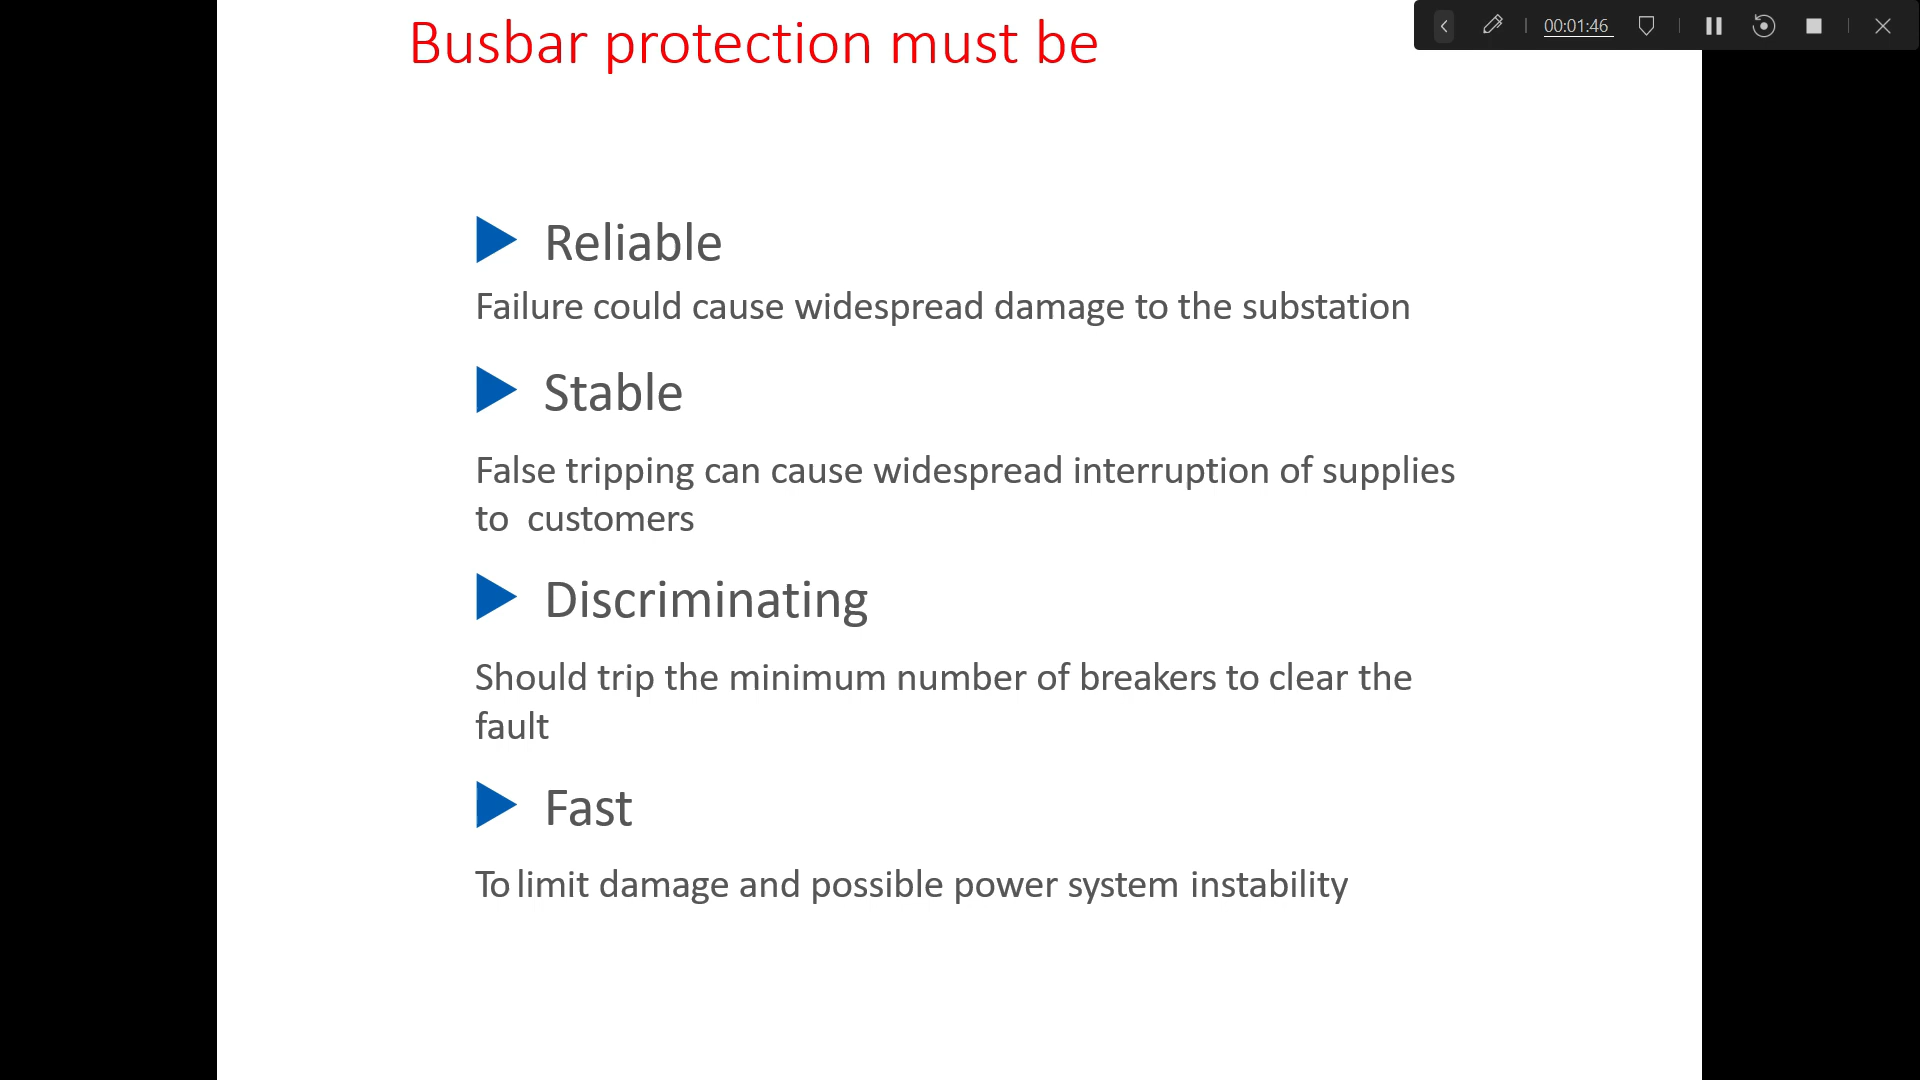 Busbar protection must be
00:01:46
Reliable
Failure could cause widespread damage to the substation
Stable
False tripping can cause widespread interruption of supplies
to customers
Discriminating
Should trip the minimum number of breakers to clear the
fault
Fast
To limit damage and possible power system instability